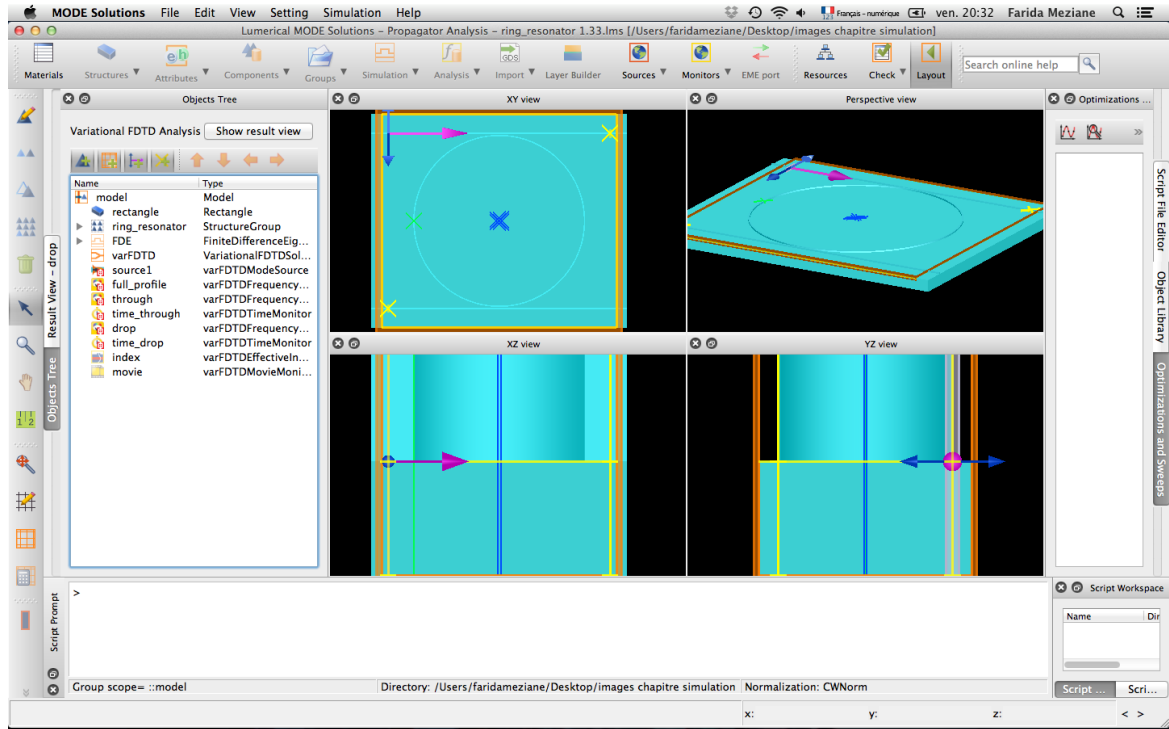 MODE Solutions File Edit View Setting Simulation Help Français - numérique ven. 20:32 Farida Meziane
Lumerical MODE Solutions - Propagator Analysis - ring_resonator 1.33.lms [/Users/faridameziane/Desktop/images chapitre simulation]
Materials Structures Attributes Components Groups Simulation Analysis Import Layer Builder Sources Monitors EME port Resources Check Layout Search online help
Objects Tree
Variational FDTD Analysis Show result view
Name Type
model Model
rectangle Rectangle
ring_resonator StructureGroup
FDE FiniteDifferenceEig...
varFDTD VariationalFDTDSol...
source1 varFDTDModeSource
full_profile varFDTDFrequency...
through varFDTDFrequency...
time_through varFDTDTimeMonitor
drop varFDTDFrequency...
time_drop varFDTDTimeMonitor
index varFDTDEffectiveIn...
movie varFDTDMovieMoni...
Result View - drop
Objects Tree
XY view
Perspective view
XZ view
YZ view
Optimizations ...
»
Script File Editor
Object Library
Optimizations and Sweeps
Script Prompt
>
Script Workspace
Name Dir
Script ... Scri...
Group scope= ::model Directory: /Users/faridameziane/Desktop/images chapitre simulation Normalization: CWNorm
x: y: z: < >